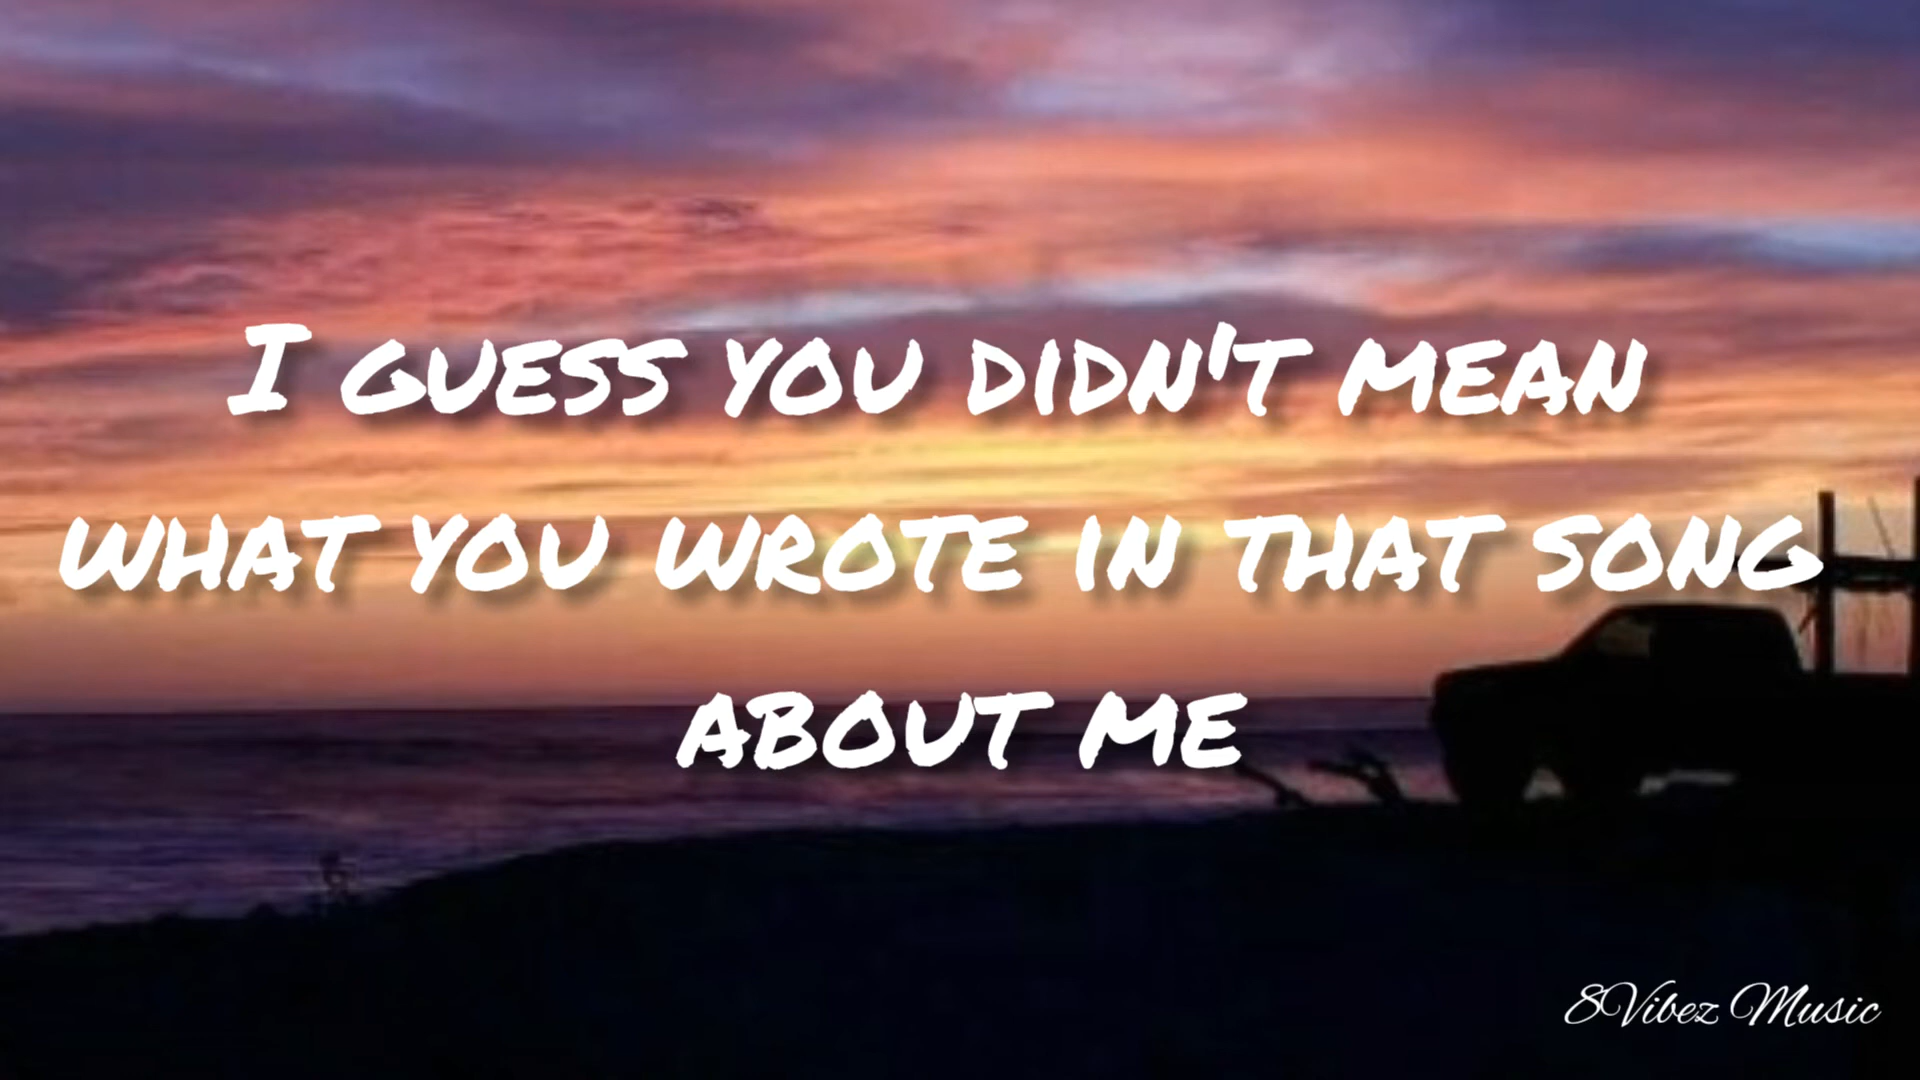 I GUESS YOU DIDN'T MEAN
WHAT YOU WROTE IN THAT SONG
ABOUT ME
8Vibez Music